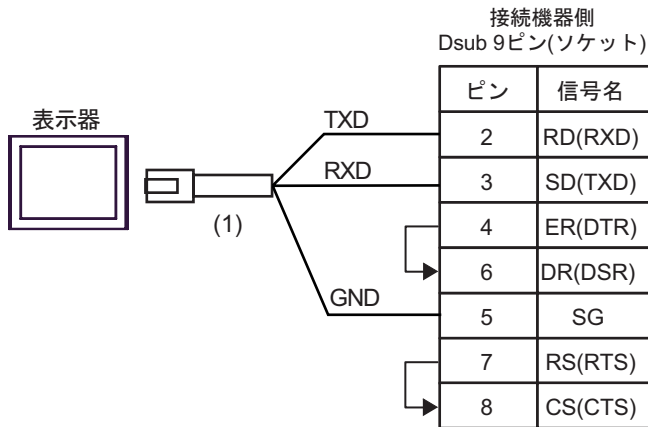 接続機器側
Dsub 9ピン(ソケット)
表示器
(1)
TXD
RXD
GND
ピン 信号名
2 RD(RXD)
3 SD(TXD)
4 ER(DTR)
6 DR(DSR)
5 SG
7 RS(RTS)
8 CS(CTS)